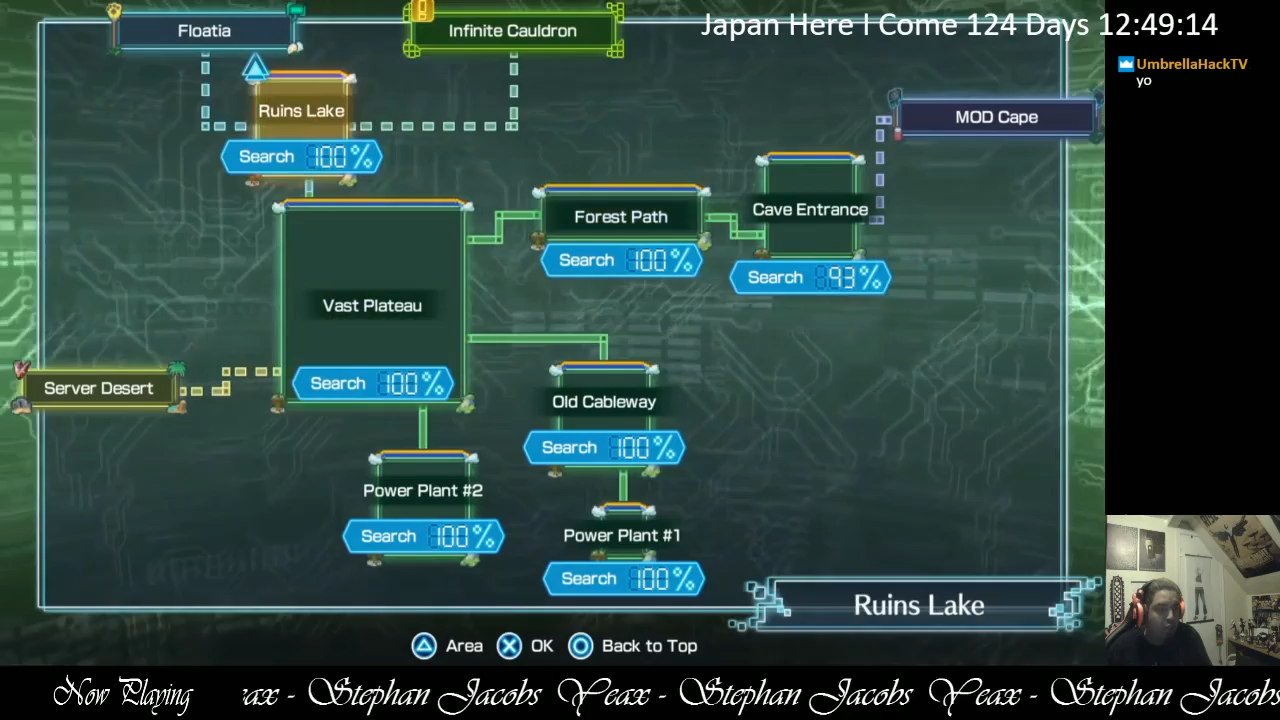 Japan Here I Come 124 Days 12:49:14
UmbrellaHackTV
yo
Floatia
Infinite Cauldron
Ruins Lake
Search 100%
MOD Cape
Forest Path
Search 100%
Cave Entrance
Search 93%
Vast Plateau
Search 100%
Server Desert
Old Cableway
Search 100%
Power Plant #2
Search 100%
Power Plant #1
Search 100%
Ruins Lake
Area OK Back to Top
Now Playing
ax - Stephan Jacobs Yeax - Stephan Jacobs Yeax - Stephan Jacobs